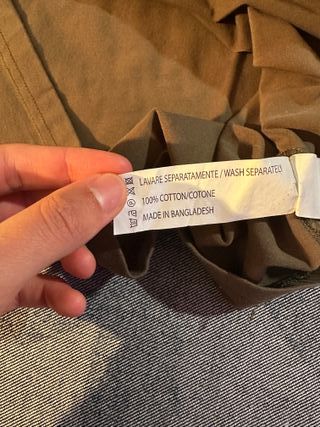 LAVARE SEPARATAMENTE / WASH SEPARATELY
100% COTTON/COTONE
MADE IN BANGLADESH